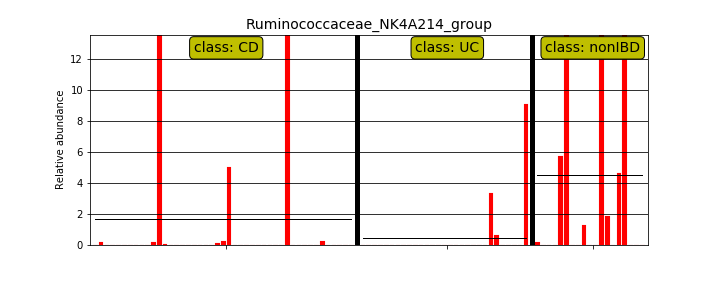 Ruminococcaceae_NK4A214_group
class: CD
class: UC
class: nonIBD
Relative abundance
12
10
8
6
4
2
0